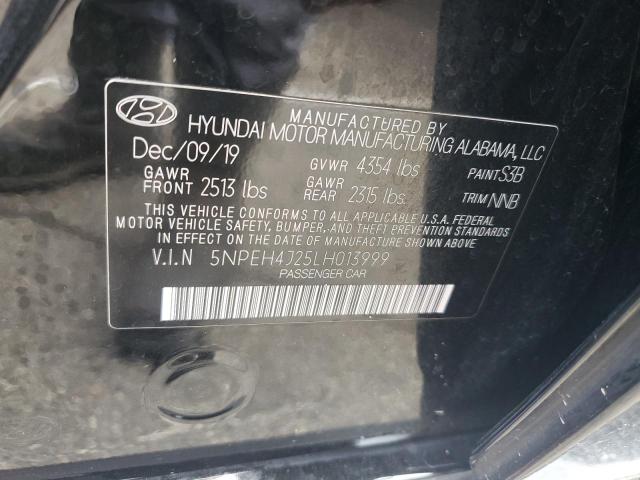 MANUFACTURED BY
HYUNDAI MOTOR MANUFACTURING ALABAMA, LLC
Dec/09/19 GVWR 4354 lbs PAINT S3B
GAWR FRONT 2513 lbs GAWR REAR 2315 lbs. TRIM NNB
THIS VEHICLE CONFORMS TO ALL APPLICABLE U.S.A. FEDERAL
MOTOR VEHICLE SAFETY, BUMPER, AND THEFT PREVENTION STANDARDS
IN EFFECT ON THE DATE OF MANUFACTURE SHOWN ABOVE
V.I.N 5NPEH4J25LH013999
PASSENGER CAR